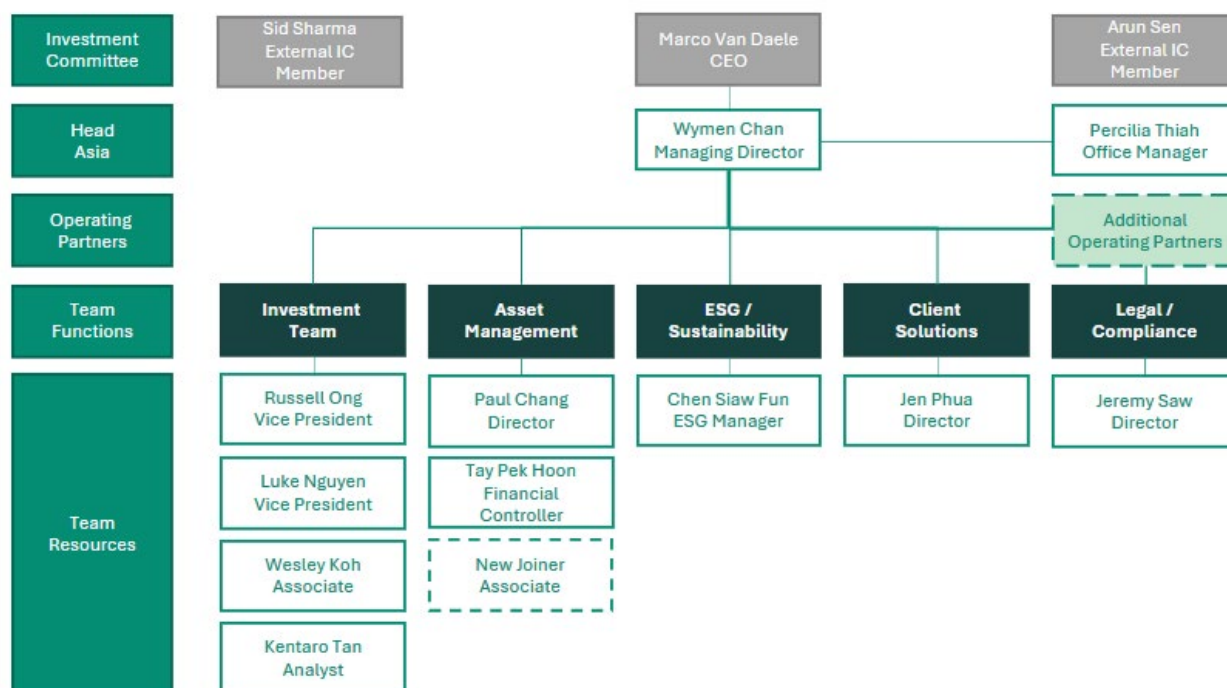 Investment
Committee
Sid Sharma
External IC
Member
Marco Van Daele
CEO
Arun Sen
External IC
Member
Head
Asia
Wymen Chan
Managing Director
Percilia Thiah
Office Manager
Operating
Partners
Additional
Operating Partners
Team
Functions
Investment
Team
Asset
Management
ESG /
Sustainability
Client
Solutions
Legal /
Compliance
Team
Resources
Russell Ong
Vice President
Paul Chang
Director
Chen Siaw Fun
ESG Manager
Jen Phua
Director
Jeremy Saw
Director
Luke Nguyen
Vice President
Tay Pek Hoon
Financial
Controller
Wesley Koh
Associate
New Joiner
Associate
Kentaro Tan
Analyst